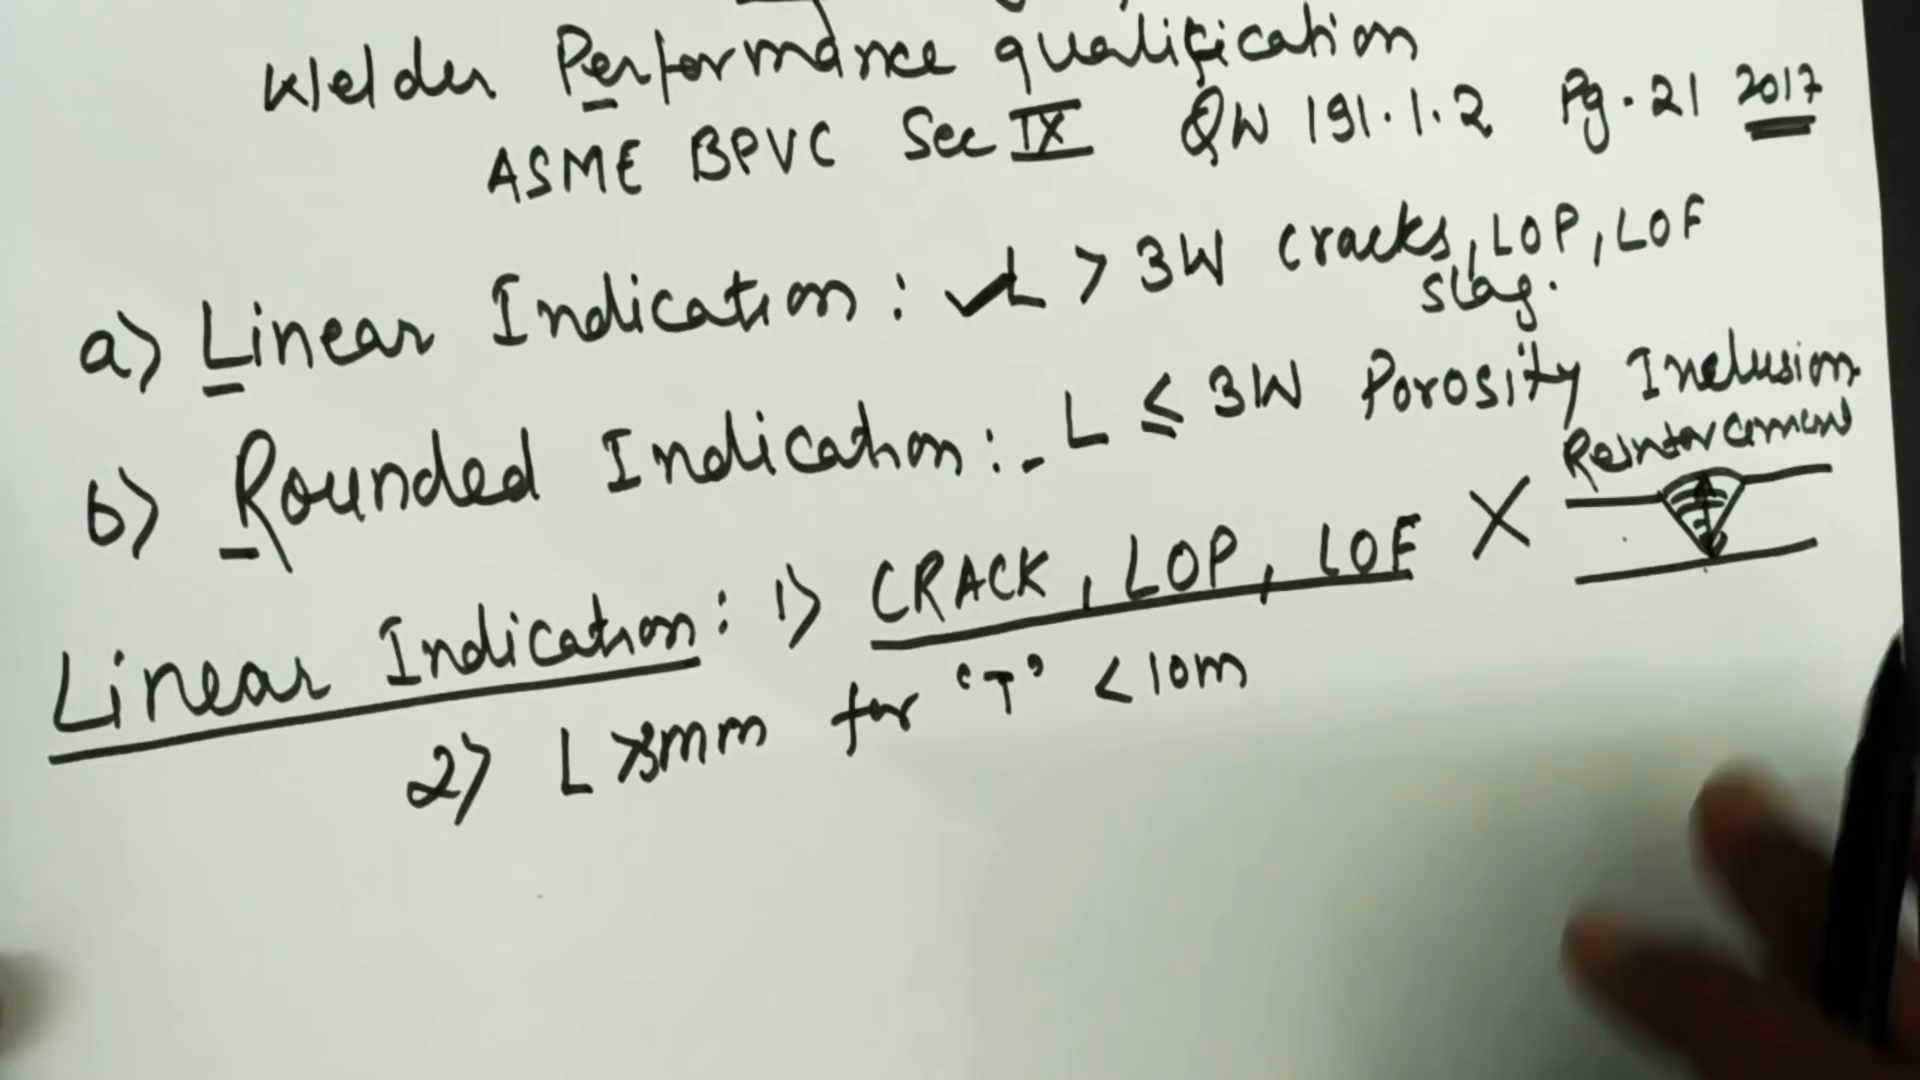 Welder Performance qualification
ASME BPVC Sec IX QW 191.1.2 Pg. 21 2017
a) Linear Indication : L > 3W cracks, LOP, LOF
slag.
b) Rounded Indication :- L ≤ 3W Porosity Inclusion
Reinforcement
Linear Indication : 1) CRACK, LOP, LOF X
2) L >3mm for 'T' < 10m